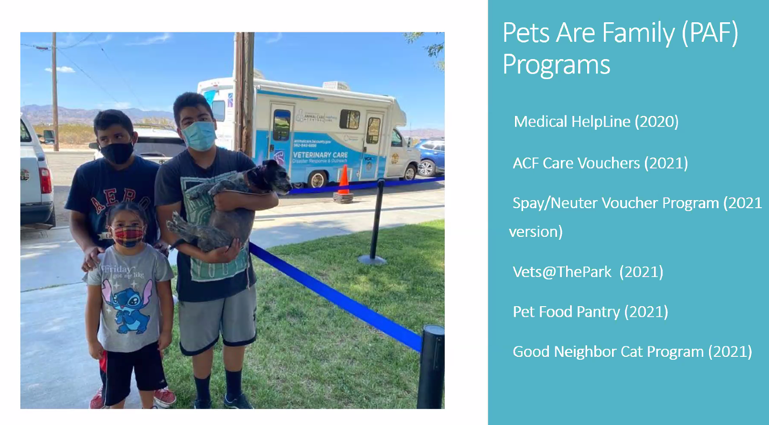 Pets Are Family (PAF)
Programs
Medical HelpLine (2020)
ACF Care Vouchers (2021)
Spay/Neuter Voucher Program (2021
version)
Vets@ThePark (2021)
Pet Food Pantry (2021)
Good Neighbor Cat Program (2021)
VETERINARY CARE
AERO